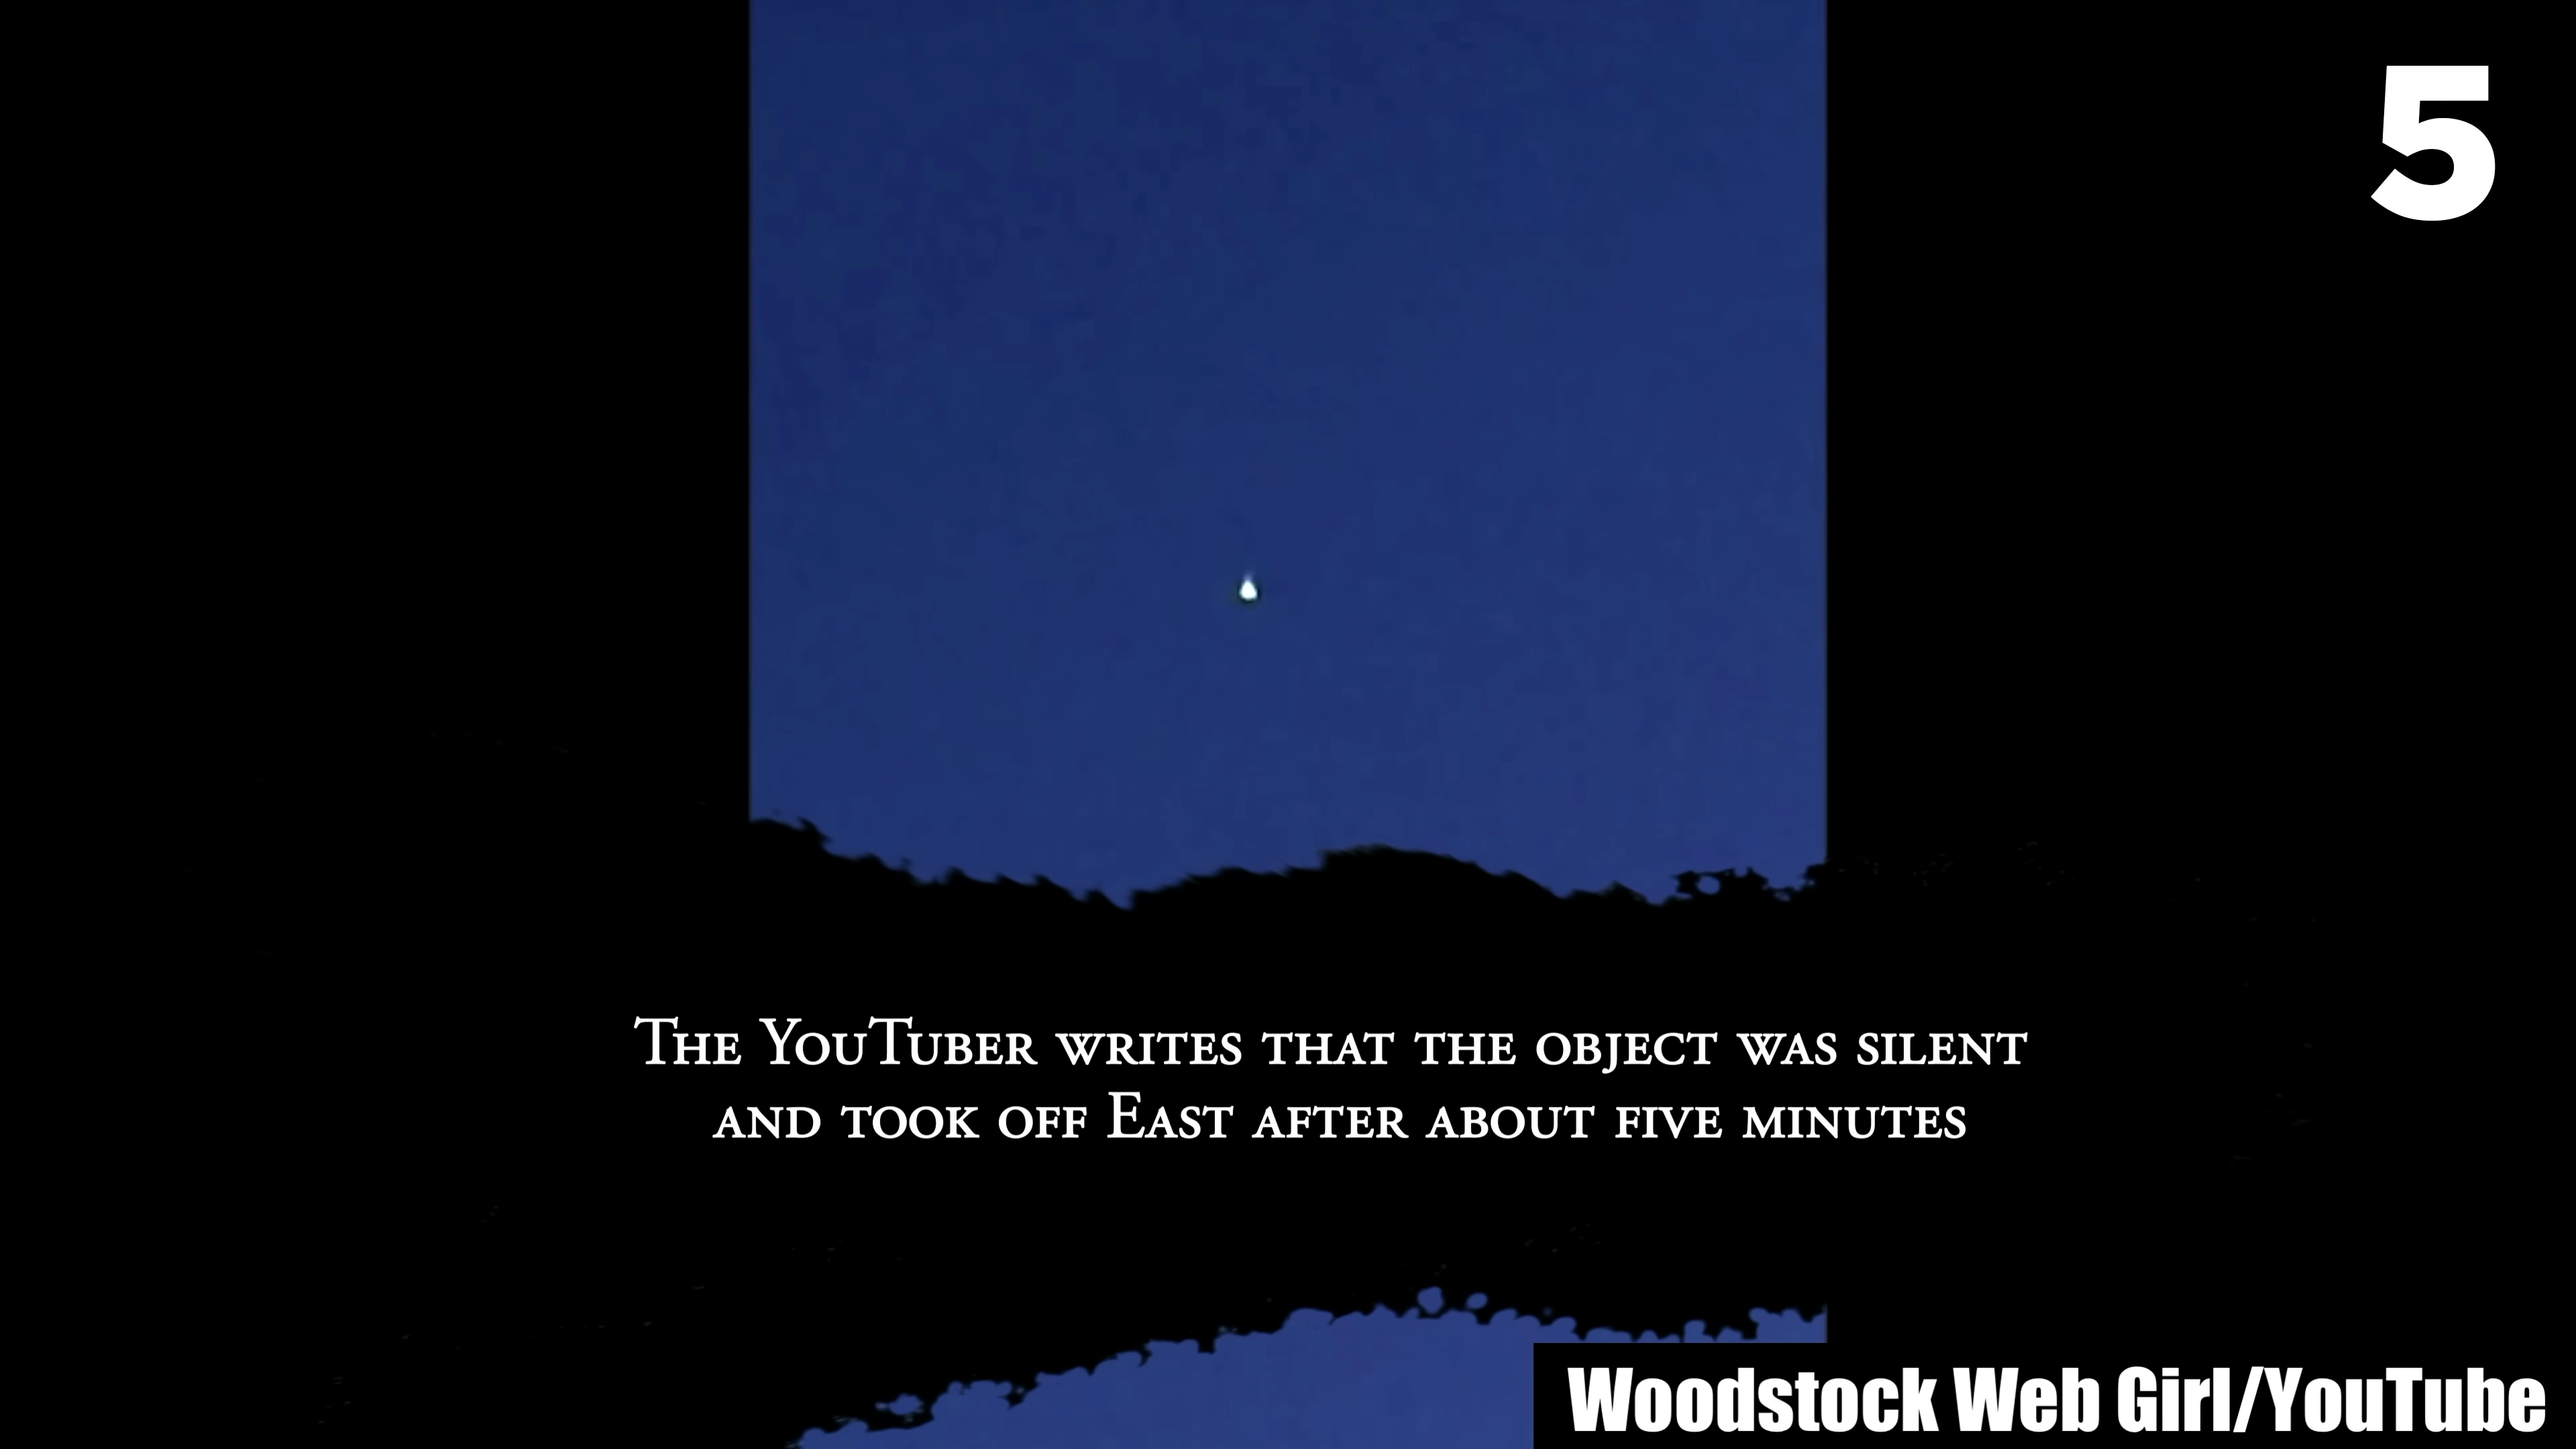 5
The YouTuber writes that the object was silent
and took off East after about five minutes
Woodstock Web Girl/YouTube